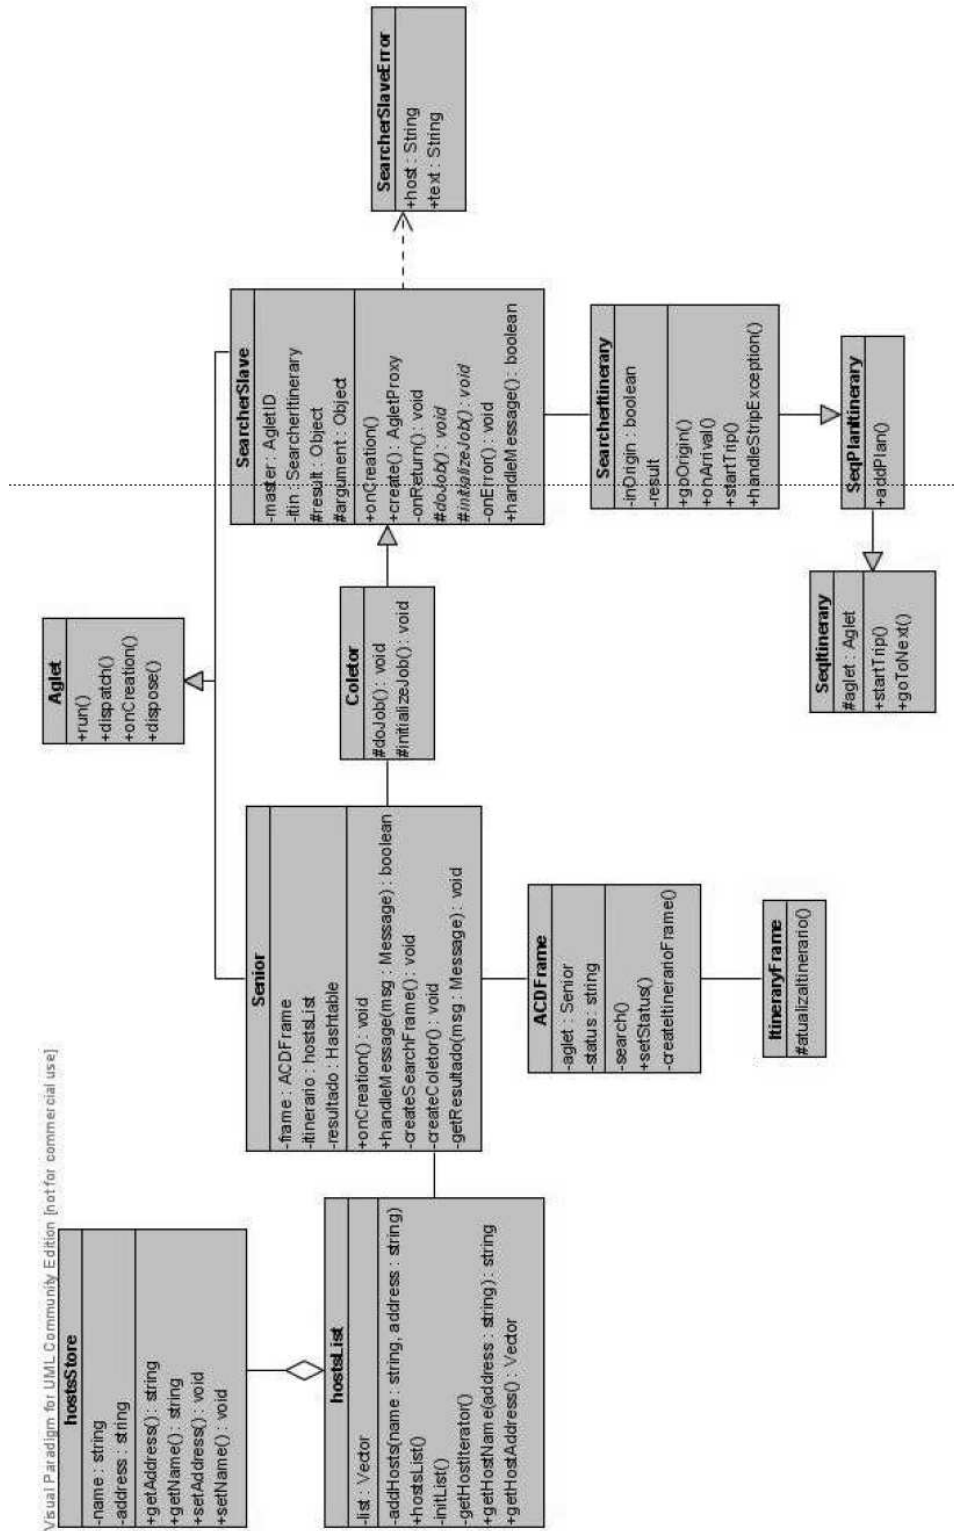 Visual Paradigm for UML Community Edition [not for commercial use]
hostsStore
-name : string
-address : string
+getAddress() : string
+getName() : string
+setAddress() : void
+setName() : void
hostsList
-list : Vector
-addHosts(name : string, address : string)
+hostsList()
-initList()
-getHostIterator()
+getHostName(address : string) : string
+getHostAddress() : Vector
Senior
-frame : ACDFrame
-itinerario : hostsList
-resultado : Hashtable
+onCreation() : void
+handleMessage(msg : Message) : boolean
-createSearchFrame() : void
-createColetor() : void
-getResultado(msg : Message) : void
ACDFrame
-aglet : Senior
-status : string
-search()
+setStatus()
-createItinerarioFrame()
ItineraryFrame
#atualizaItinerario()
Aglet
+run()
+dispatch()
+onCreation()
+dispose()
Coletor
#doJob() : void
#initializeJob() : void
SearcherSlave
-master : AgletID
-itin : SearcherItinerary
#result : Object
#argument : Object
+onCreation()
+create() : AgletProxy
-onReturn() : void
#doJob() : void
#initializeJob() : void
-onError() : void
+handleMessage() : boolean
SearcherSlaveError
+host : String
+text : String
SearcherItinerary
-inOrigin : boolean
-result
+goOrigin()
+onArrival()
+startTrip()
+handleStripException()
SeqPlanItinerary
+addPlan()
SeqItinerary
#aglet : Aglet
+startTrip()
+goToNext()